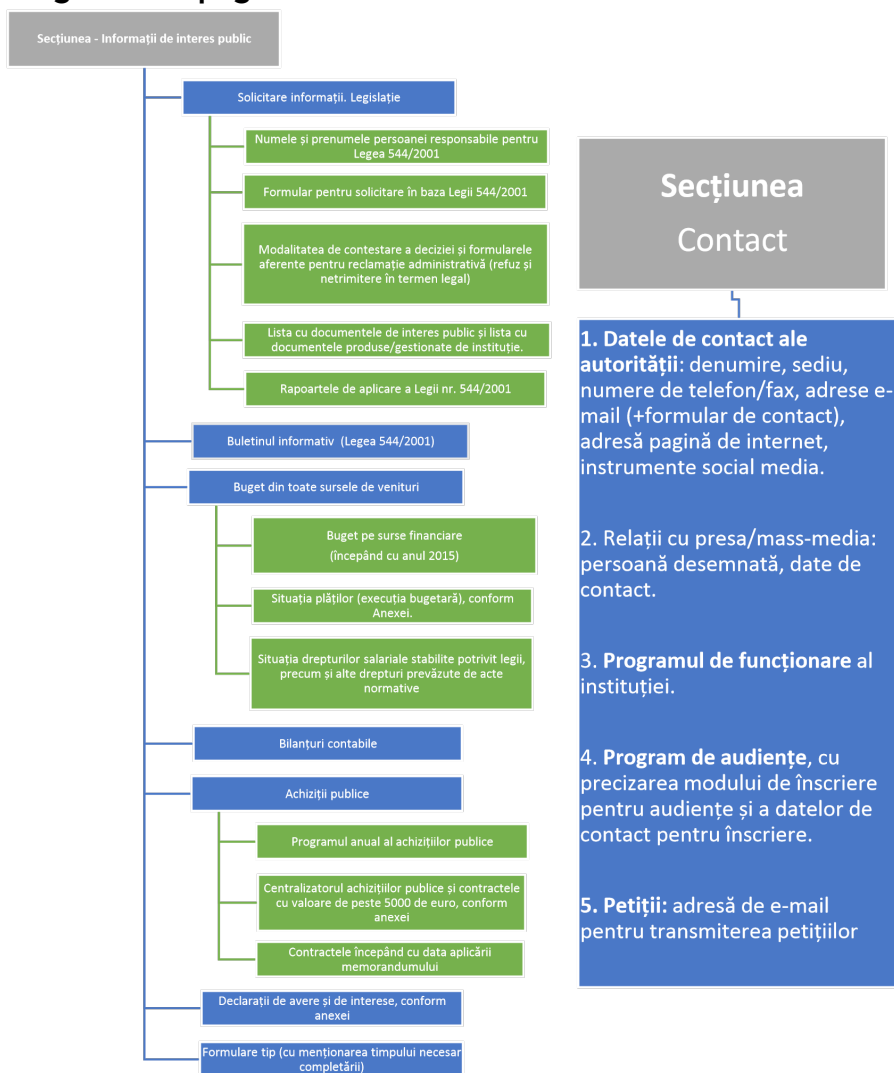 Secțiunea - Informații de interes public
Solicitare informații. Legislație
Numele și prenumele persoanei responsabile pentru
Legea 544/2001
Formular pentru solicitare în baza Legii 544/2001
Modalitatea de contestare a deciziei și formularele
aferente pentru reclamație administrativă (refuz și
netrimitere în termen legal)
Lista cu documentele de interes public și lista cu
documentele produse/gestionate de instituție.
Rapoartele de aplicare a Legii nr. 544/2001
Buletinul informativ (Legea 544/2001)
Buget din toate sursele de venituri
Buget pe surse financiare
(începând cu anul 2015)
Situația plăților (execuția bugetară), conform
Anexei.
Situația drepturilor salariale stabilite potrivit legii,
precum și alte drepturi prevăzute de acte
normative
Bilanțuri contabile
Achiziții publice
Programul anual al achizițiilor publice
Centralizatorul achizițiilor publice și contractele
cu valoare de peste 5000 de euro, conform
anexei
Contractele începând cu data aplicării
memorandumului
Declarații de avere și de interese, conform
anexei
Formulare tip (cu menționarea timpului necesar
completării)
Secțiunea
Contact
1. Datele de contact ale
autorității: denumire, sediu,
numere de telefon/fax, adrese e-
mail (+formular de contact),
adresă pagină de internet,
instrumente social media.
2. Relații cu presa/mass-media:
persoană desemnată, date de
contact.
3. Programul de funcționare al
instituției.
4. Program de audiențe, cu
precizarea modului de înscriere
pentru audiențe și a datelor de
contact pentru înscriere.
5. Petiții: adresă de e-mail
pentru transmiterea petițiilor